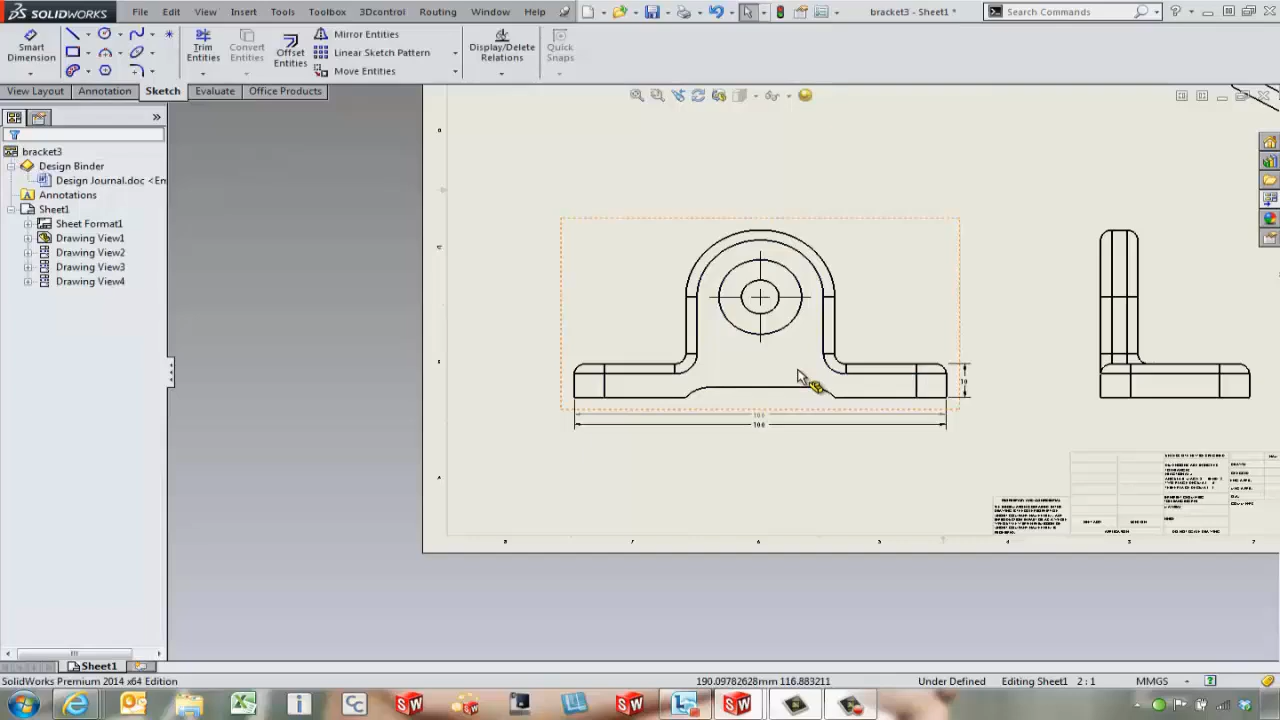 SOLIDWORKS File Edit View Insert Tools Toolbox 3Dcontrol Routing Window Help bracket3 - Sheet1 * Search Commands
Smart Dimension
Trim Entities
Convert Entities
Offset Entities
Mirror Entities
Linear Sketch Pattern
Move Entities
Display/Delete Relations
Quick Snaps
View Layout Annotation Sketch Evaluate Office Products
bracket3
Design Binder
Design Journal.doc <En
Annotations
Sheet1
Sheet Format1
Drawing View1
Drawing View2
Drawing View3
Drawing View4
100
100
Sheet1
SolidWorks Premium 2014 x64 Edition 190.09782628mm 116.883211 Under Defined Editing Sheet1 2 : 1 MMGS